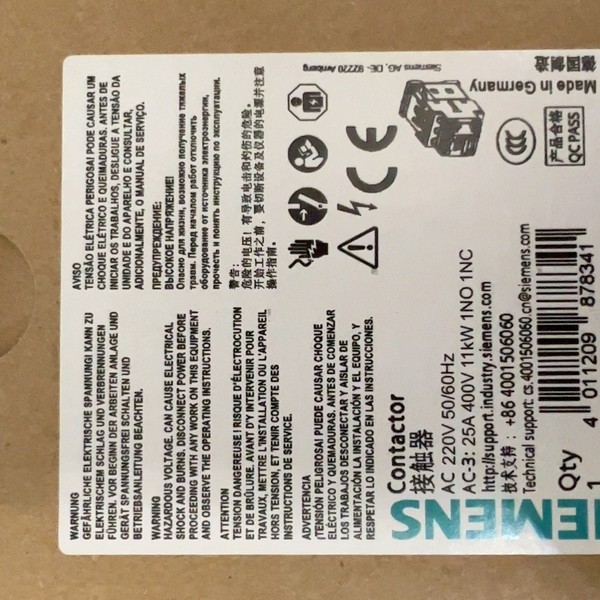 WARNUNG
GEFÄHRLICHE ELEKTRISCHE SPANNUNG! KANN ZU
ELEKTRISCHEM SCHLAG UND VERBRENNUNGEN
FÜHREN. VOR BEGINN DER ARBEITEN ANLAGE UND
GERÄT SPANNUNGSFREI SCHALTEN UND
BETRIEBSANLEITUNG BEACHTEN.
WARNING
HAZARDOUS VOLTAGE. CAN CAUSE ELECTRICAL
SHOCK AND BURNS. DISCONNECT POWER BEFORE
PROCEEDING WITH ANY WORK ON THIS EQUIPMENT
AND OBSERVE THE OPERATING INSTRUCTIONS.
ATTENTION
TENSION DANGEREUSE! RISQUE D'ÉLECTROCUTION
ET DE BRÛLURE. AVANT D'Y INTERVENIR POUR
TRAVAUX, METTRE L'INSTALLATION OU L'APPAREIL
HORS TENSION, ET TENIR COMPTE DES
INSTRUCTIONS DE SERVICE.
ADVERTENCIA
¡TENSIÓN PELIGROSA! PUEDE CAUSAR CHOQUE
ELÉCTRICO Y QUEMADURAS. ANTES DE COMENZAR
LOS TRABAJOS DESCONECTAR Y AISLAR DE
ALIMENTACIÓN LA INSTALACIÓN Y EL EQUIPO, Y
RESPETAR LO INDICADO EN LAS INSTRUCCIONES.
AVISO
TENSÃO ELÉTRICA PERIGOSA! PODE CAUSAR UM
CHOQUE ELÉTRICO E QUEIMADURAS. ANTES DE
INICIAR OS TRABALHOS, DESLIGUE A TENSÃO DA
UNIDADE E DO APARELHO E CONSULTAR,
ADICIONALMENTE, O MANUAL DE SERVIÇO.
ПРЕДУПРЕЖДЕНИЕ:
ВЫСОКОЕ НАПРЯЖЕНИЕ!
Опасно для жизни, возможно получение тяжелых
травм. Перед началом работ отключить
оборудование от источника электроэнергии,
прочесть и понять инструкцию по эксплуатации.
警告:
危险的电压! 有导致电击和灼伤的危险。
开始工作之前, 要切断设备及仪器的电源并注意
操作指南。
CE
Siemens AG, DE- 92220 Arnberg
Made in Germany
德国制造
CCC
产品合格
QC PASS
SIEMENS
Contactor
接触器
AC 220V 50/60Hz
AC-3: 25A 400V 11kW 1NO 1NC
http://support.industry.siemens.com
技术支持: +86 4001506060
Technical support: cs.4001506060.cn@siemens.com
Qty
1
4 011209 878341